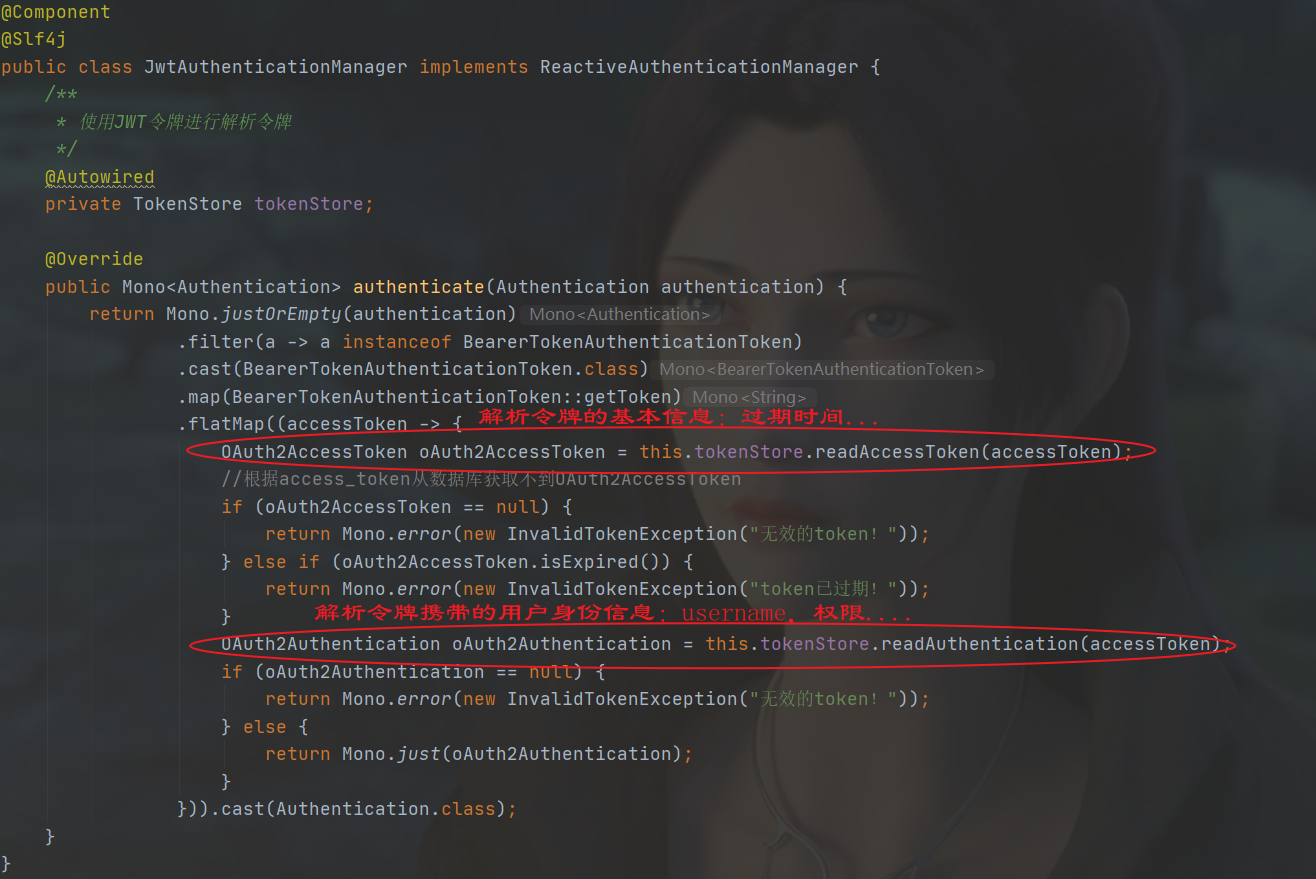 @Component
@Slf4j
public class JwtAuthenticationManager implements ReactiveAuthenticationManager {
/**
* 使用JWT令牌进行解析令牌
*/
@Autowired
private TokenStore tokenStore;
@Override
public Mono<Authentication> authenticate(Authentication authentication) {
return Mono.justOrEmpty(authentication) Mono<Authentication>
.filter(a -> a instanceof BearerTokenAuthenticationToken)
.cast(BearerTokenAuthenticationToken.class) Mono<BearerTokenAuthenticationToken>
.map(BearerTokenAuthenticationToken::getToken) Mono<String>
.flatMap((accessToken -> { 解析令牌的基本信息：过期时间...
OAuth2AccessToken oAuth2AccessToken = this.tokenStore.readAccessToken(accessToken);
//根据access_token从数据库获取不到OAuth2AccessToken
if (oAuth2AccessToken == null) {
return Mono.error(new InvalidTokenException("无效的token！"));
} else if (oAuth2AccessToken.isExpired()) {
return Mono.error(new InvalidTokenException("token已过期！"));
} 解析令牌携带的用户身份信息：username，权限....
OAuth2Authentication oAuth2Authentication = this.tokenStore.readAuthentication(accessToken);
if (oAuth2Authentication == null) {
return Mono.error(new InvalidTokenException("无效的token！"));
} else {
return Mono.just(oAuth2Authentication);
}
})).cast(Authentication.class);
}
}